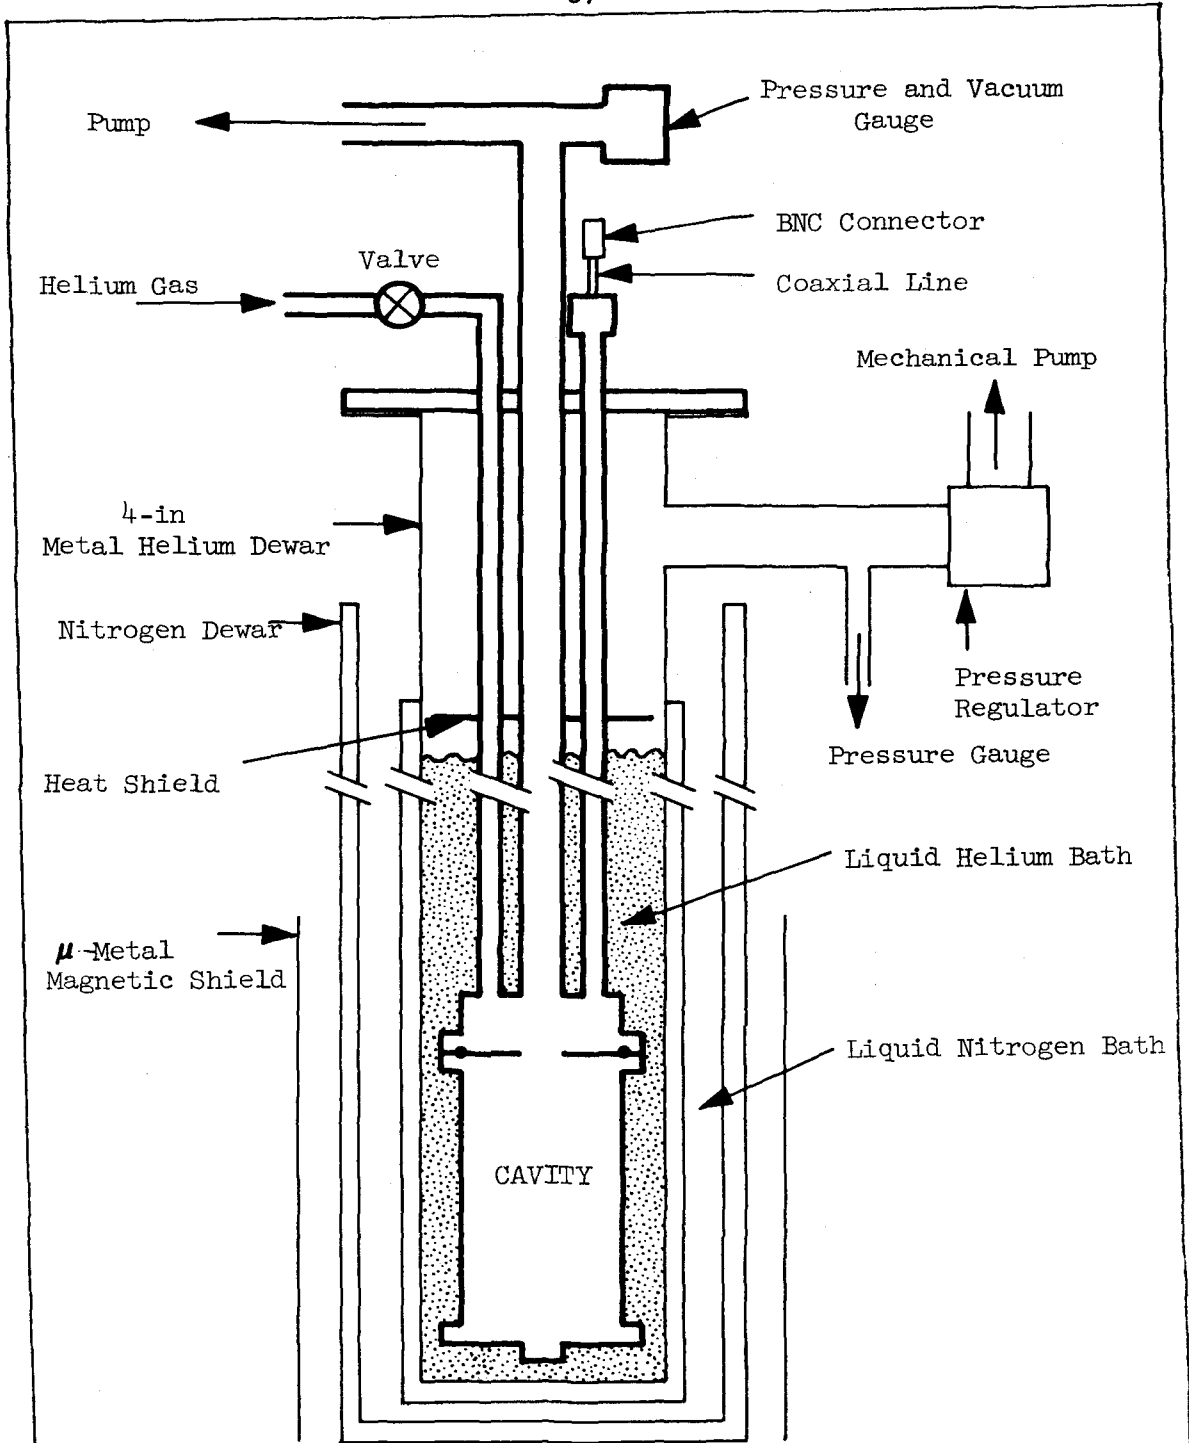 Pump
Pressure and Vacuum
Gauge
BNC Connector
Valve
Helium Gas
Coaxial Line
Mechanical Pump
4-in
Metal Helium Dewar
Nitrogen Dewar
Pressure
Regulator
Pressure Gauge
Heat Shield
Liquid Helium Bath
μ-Metal
Magnetic Shield
Liquid Nitrogen Bath
CAVITY